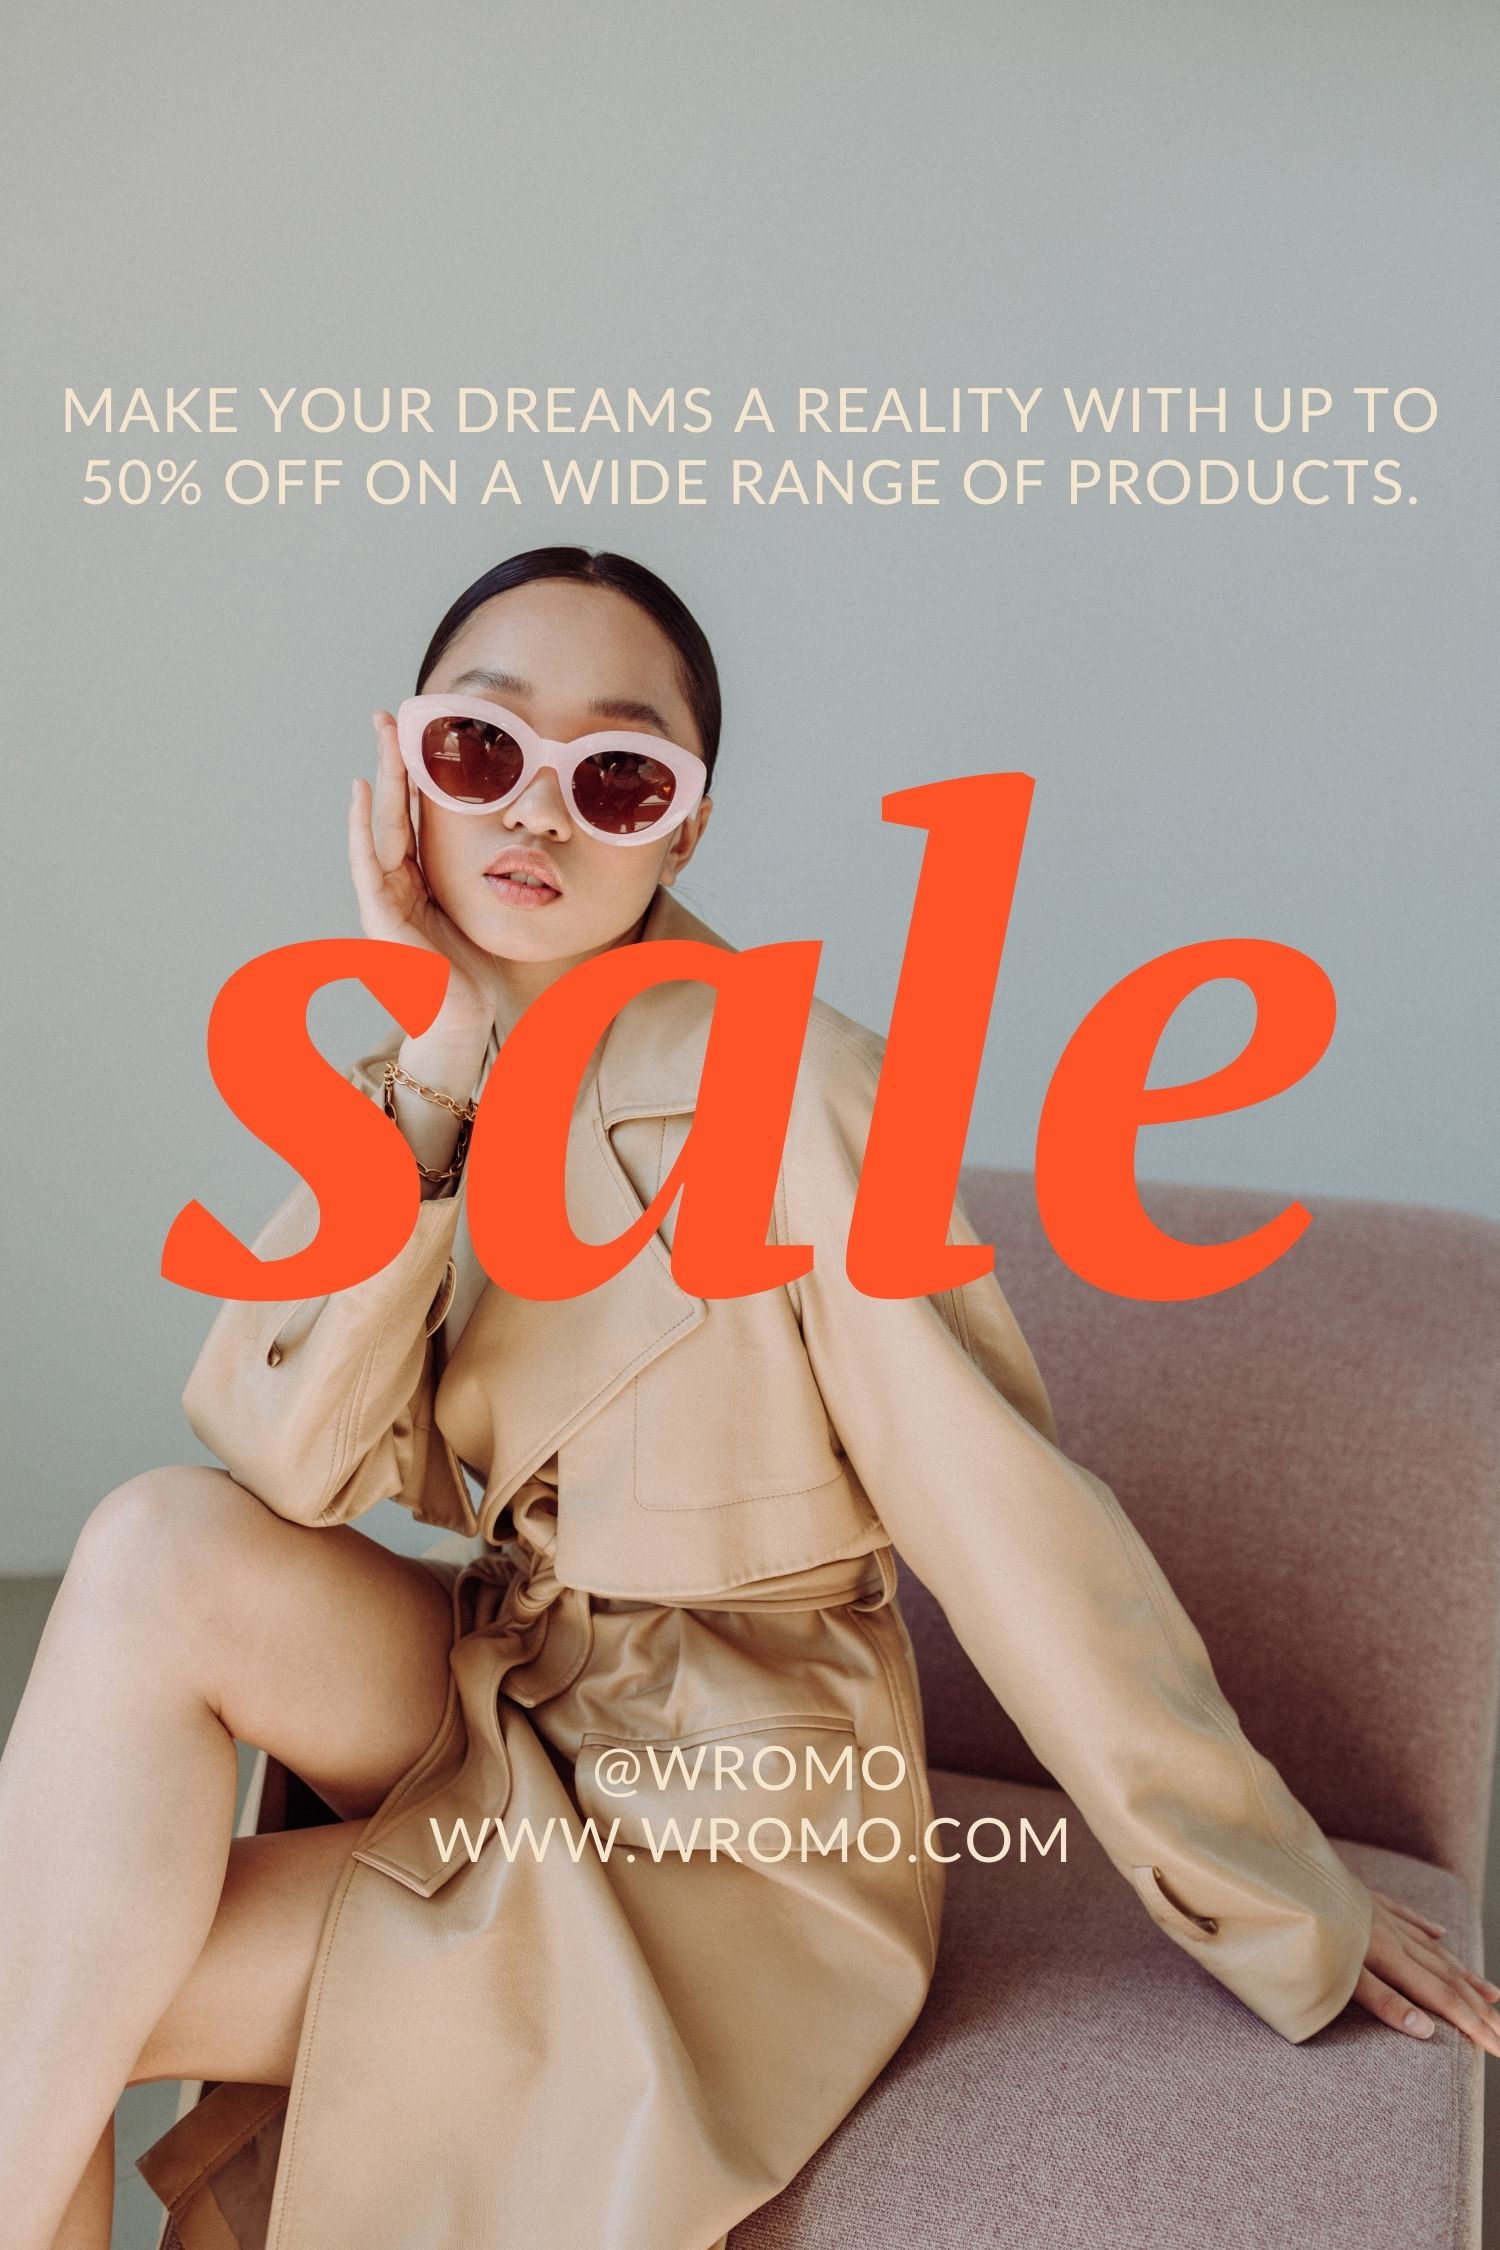 MAKE YOUR DREAMS A REALITY WITH UP TO
50% OFF ON A WIDE RANGE OF PRODUCTS.
sale
@WROMO
WWW.WROMO.COM